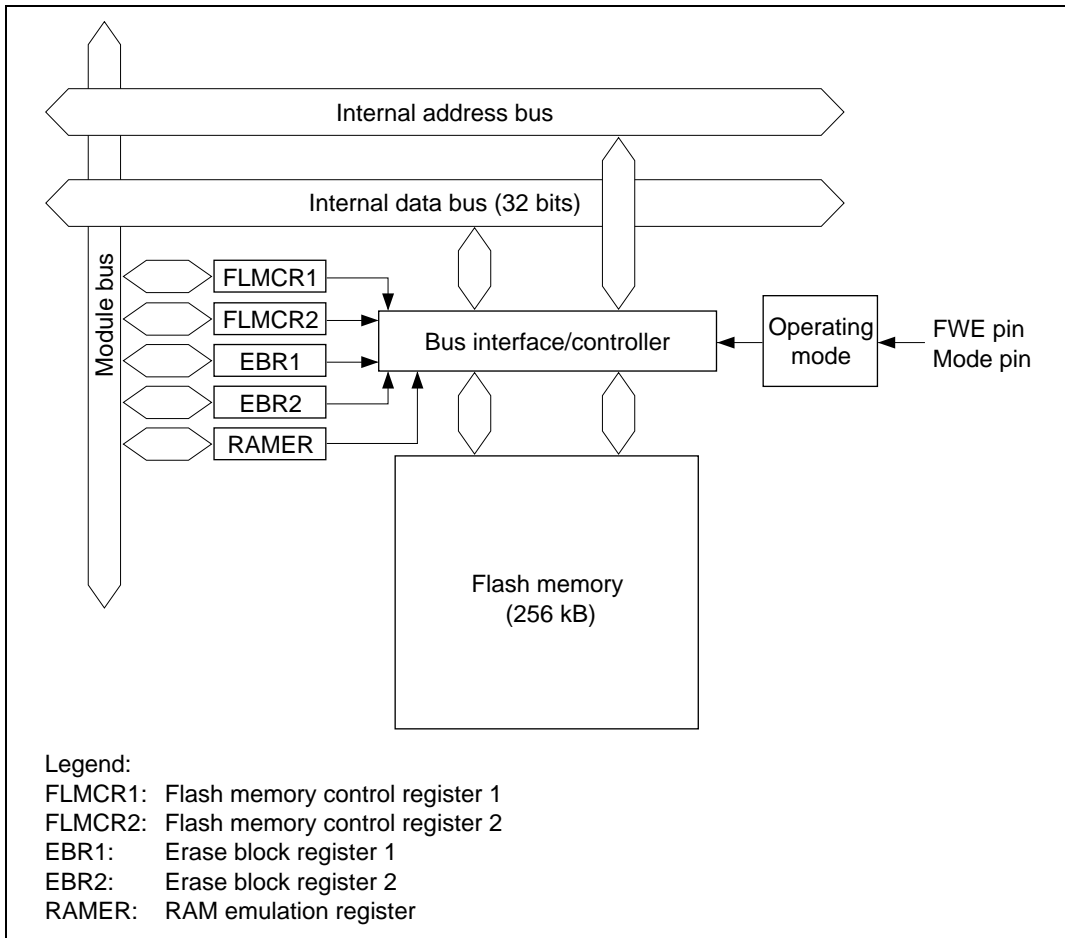 Internal address bus
Internal data bus (32 bits)
Module bus
FLMCR1
FLMCR2
EBR1
EBR2
RAMER
Bus interface/controller
Operating
mode
FWE pin
Mode pin
Flash memory
(256 kB)
Legend:
FLMCR1: Flash memory control register 1
FLMCR2: Flash memory control register 2
EBR1: Erase block register 1
EBR2: Erase block register 2
RAMER: RAM emulation register